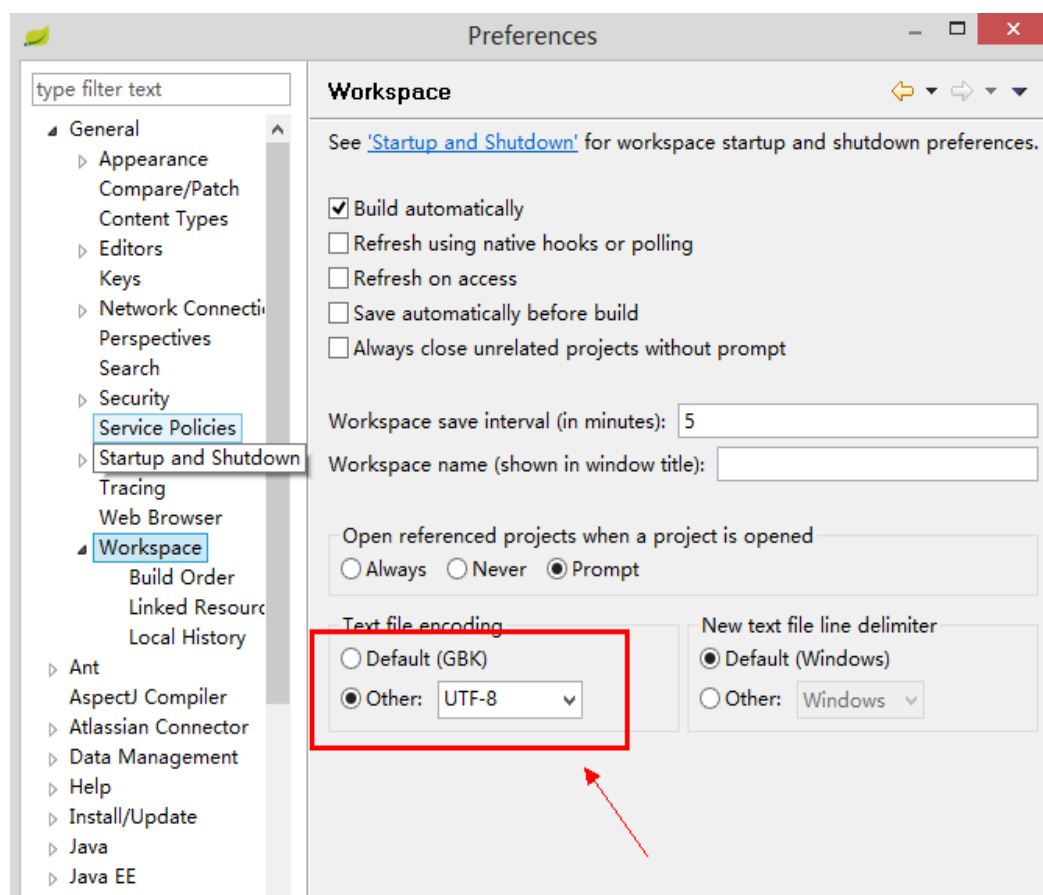 Preferences
type filter text
General
Appearance
Compare/Patch
Content Types
Editors
Keys
Network Connecti
Perspectives
Search
Security
Service Policies
Startup and Shutdown
Tracing
Web Browser
Workspace
Build Order
Linked Resourc
Local History
Ant
AspectJ Compiler
Atlassian Connector
Data Management
Help
Install/Update
Java
Java EE
Workspace
See 'Startup and Shutdown' for workspace startup and shutdown preferences.
Build automatically
Refresh using native hooks or polling
Refresh on access
Save automatically before build
Always close unrelated projects without prompt
Workspace save interval (in minutes): 5
Workspace name (shown in window title):
Open referenced projects when a project is opened
Always Never Prompt
Text file encoding
Default (GBK)
Other: UTF-8
New text file line delimiter
Default (Windows)
Other: Windows